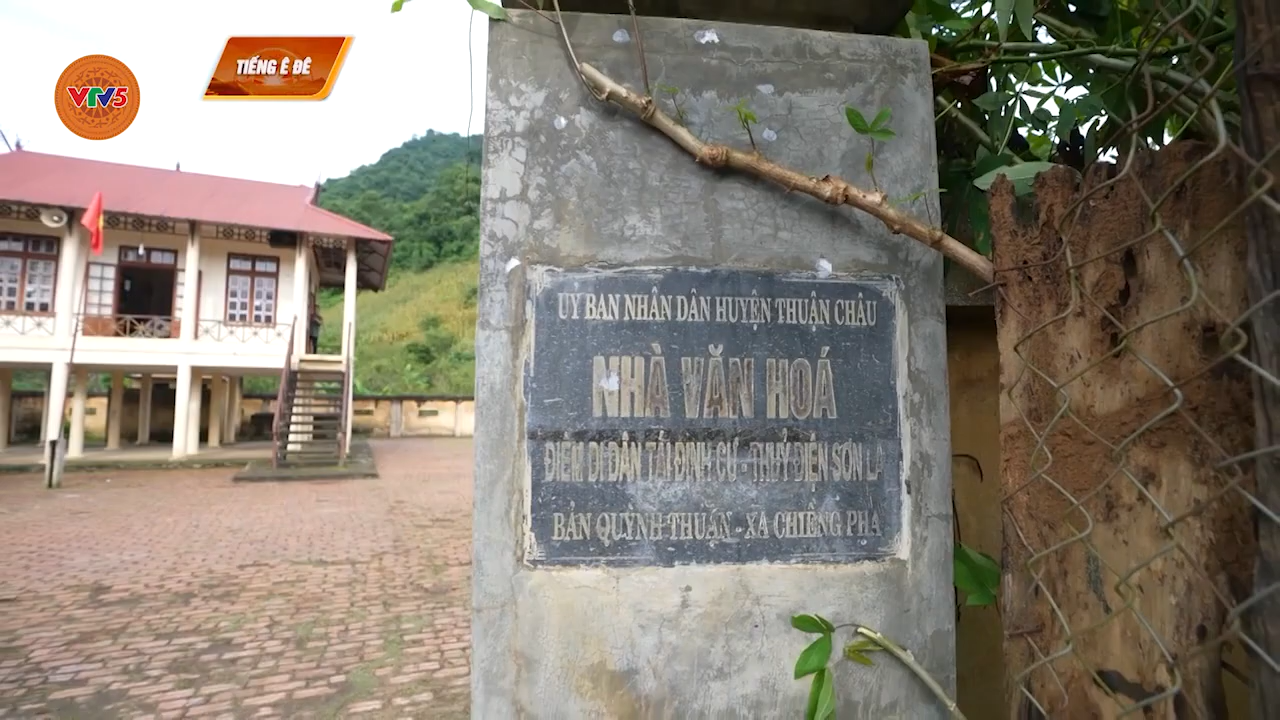 VTV5
TIẾNG Ê ĐÊ
UỶ BAN NHÂN DÂN HUYỆN THUẬN CHÂU
NHÀ VĂN HOÁ
ĐIỂM DI DÂN TÁI ĐỊNH CƯ - THUỶ ĐIỆN SƠN LA
BẢN QUỲNH THUẬN - XÃ CHIỀNG PHA